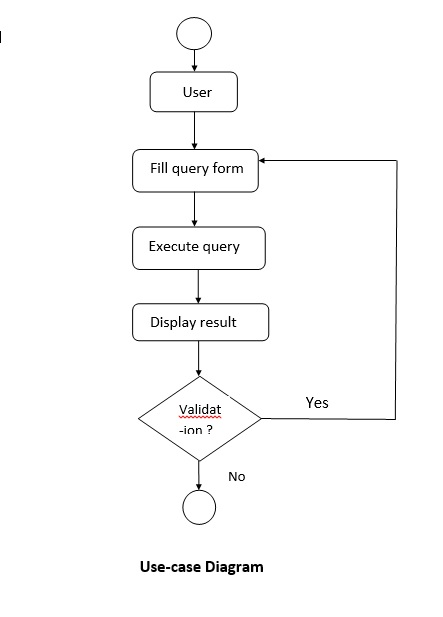 User
Fill query form
Execute query
Display result
Validat
-ion ?
Yes
No
Use-case Diagram